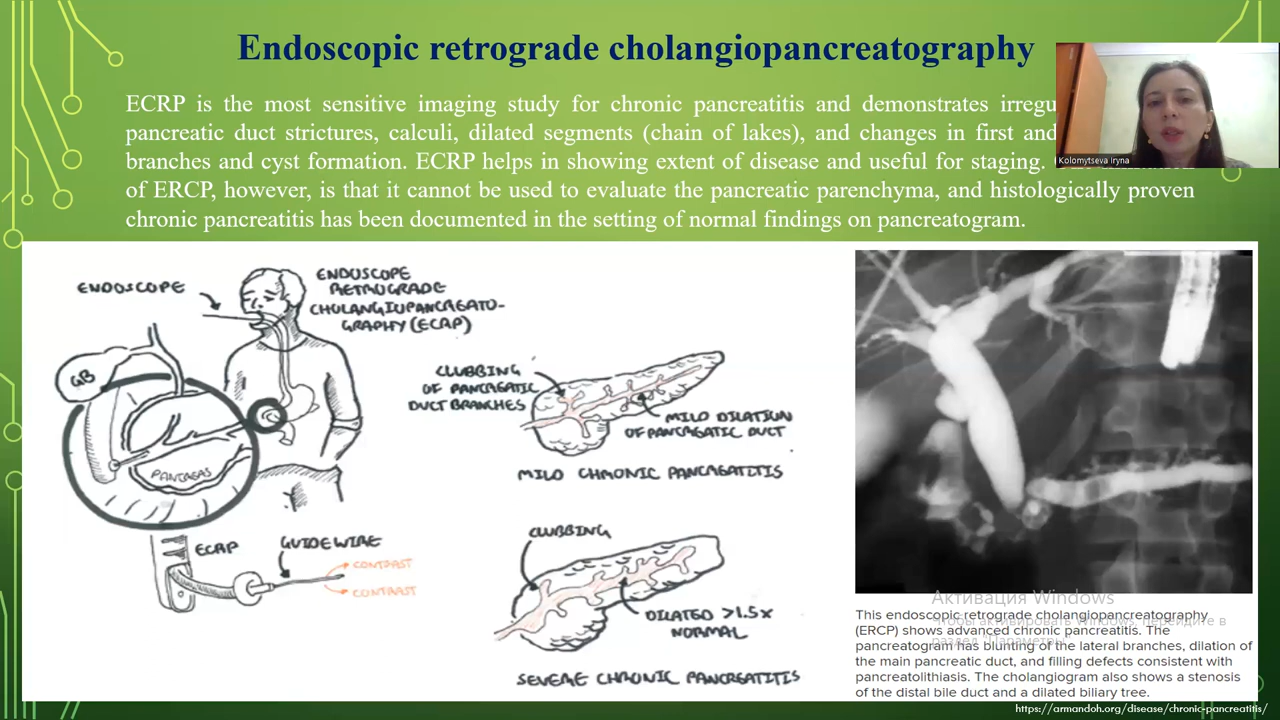 Endoscopic retrograde cholangiopancreatography
ECRP is the most sensitive imaging study for chronic pancreatitis and demonstrates
pancreatic duct strictures, calculi, dilated segments (chain of lakes), and changes in first and
branches and cyst formation. ECRP helps in showing extent of disease and useful for staging.
of ERCP, however, is that it cannot be used to evaluate the pancreatic parenchyma, and histologically proven
chronic pancreatitis has been documented in the setting of normal findings on pancreatogram.
Kolomytseva Iryna
ENDOSCOPE
ENDOSCOPE
RETROGRADE
CHOLANGIOPANCREATO-
GRAPHY (ECRP)
GB
PANCREAS
ECRP
GUIDEWIRE
CONTRAST
CONTRAST
CLUBBING
OF PANCREATIC
DUCT BRANCHES
MILD DILATION
OF PANCREATIC DUCT
MILD CHRONIC PANCREATITIS
CLUBBING
DILATED >1.5x
NORMAL
SEVERE CHRONIC PANCREATITIS
Активация Windows
Чтобы активировать Windows, перейдите в
раздел "Параметры".
This endoscopic retrograde cholangiopancreatography
(ERCP) shows advanced chronic pancreatitis. The
pancreatogram has blunting of the lateral branches, dilation of
the main pancreatic duct, and filling defects consistent with
pancreatolithiasis. The cholangiogram also shows a stenosis
of the distal bile duct and a dilated biliary tree.
https://armandoh.org/disease/chronic-pancreatitis/